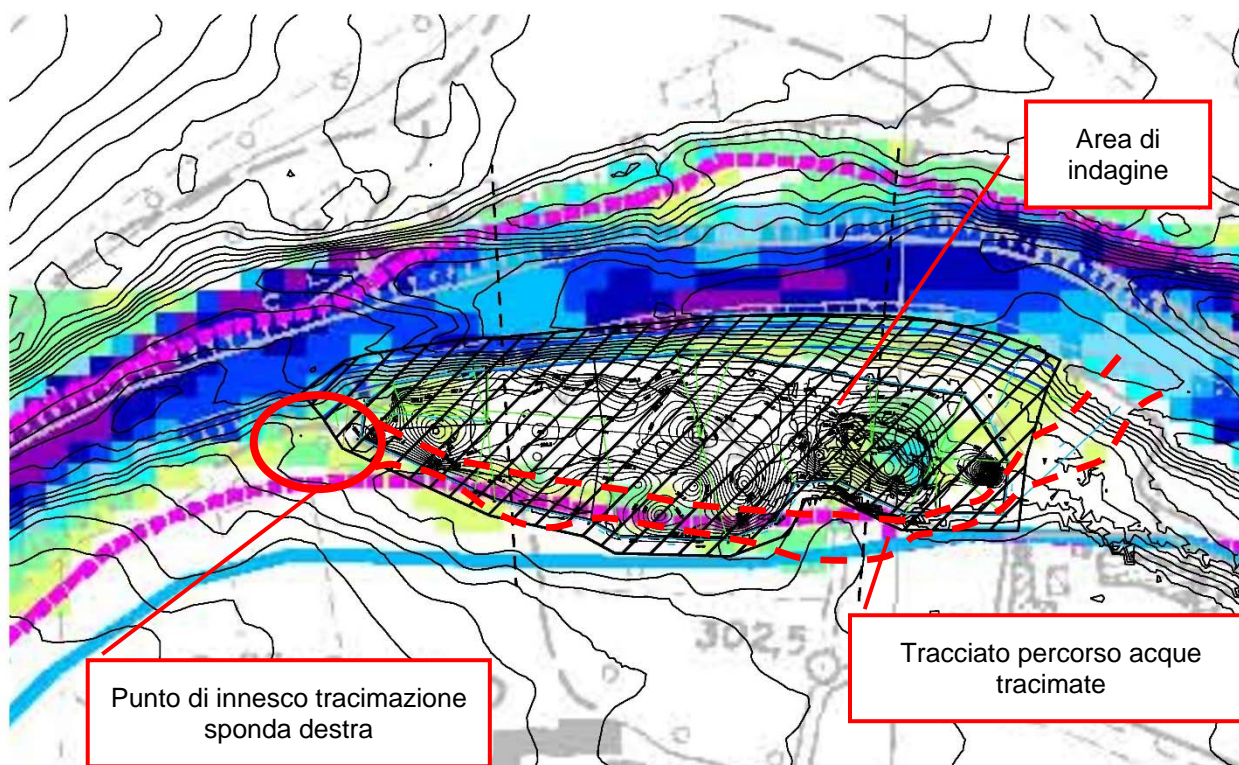 Area di
indagine
302,5
Tracciato percorso acque
tracimate
Punto di innesco tracimazione
sponda destra